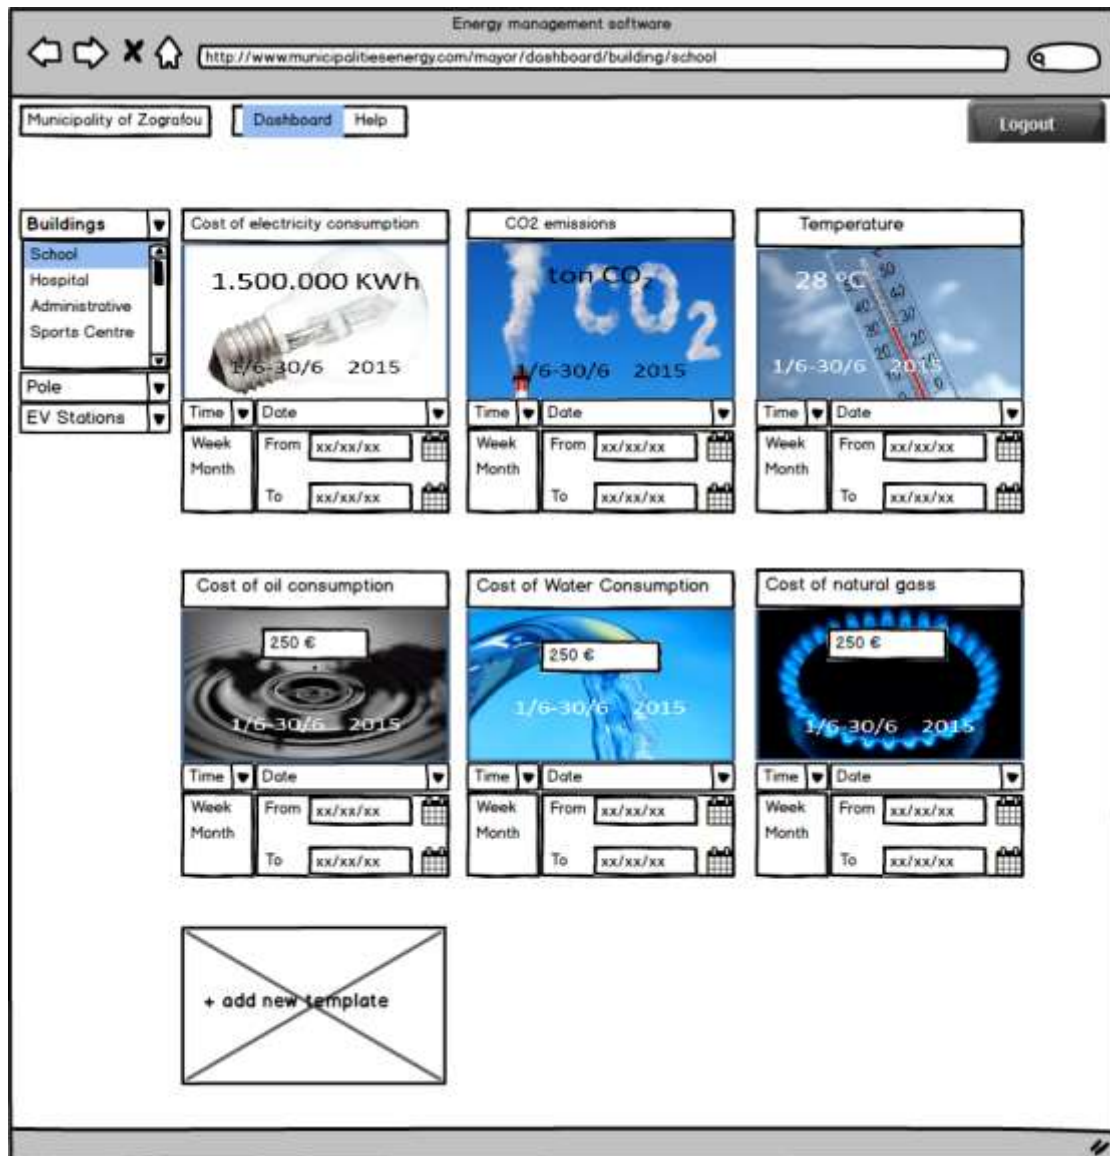 Energy management software
http://www.municipalitiesenergy.com/mayor/dashboard/building/school
Municipality of Zografou
Dashboard Help
Logout
Buildings
School
Hospital
Administrative
Sports Centre
Pole
EV Stations
Cost of electricity consumption
1.500.000 KWh
1/6-30/6 2015
Time Date
Week From xx/xx/xx
Month
To xx/xx/xx
CO2 emissions
ton CO2
CO2
1/6-30/6 2015
Time Date
Week From xx/xx/xx
Month
To xx/xx/xx
Temperature
28 °C
1/6-30/6 2015
Time Date
Week From xx/xx/xx
Month
To xx/xx/xx
Cost of oil consumption
250 €
1/6-30/6 2015
Time Date
Week From xx/xx/xx
Month
To xx/xx/xx
Cost of Water Consumption
250 €
1/6-30/6 2015
Time Date
Week From xx/xx/xx
Month
To xx/xx/xx
Cost of natural gass
250 €
1/6-30/6 2015
Time Date
Week From xx/xx/xx
Month
To xx/xx/xx
+ add new template